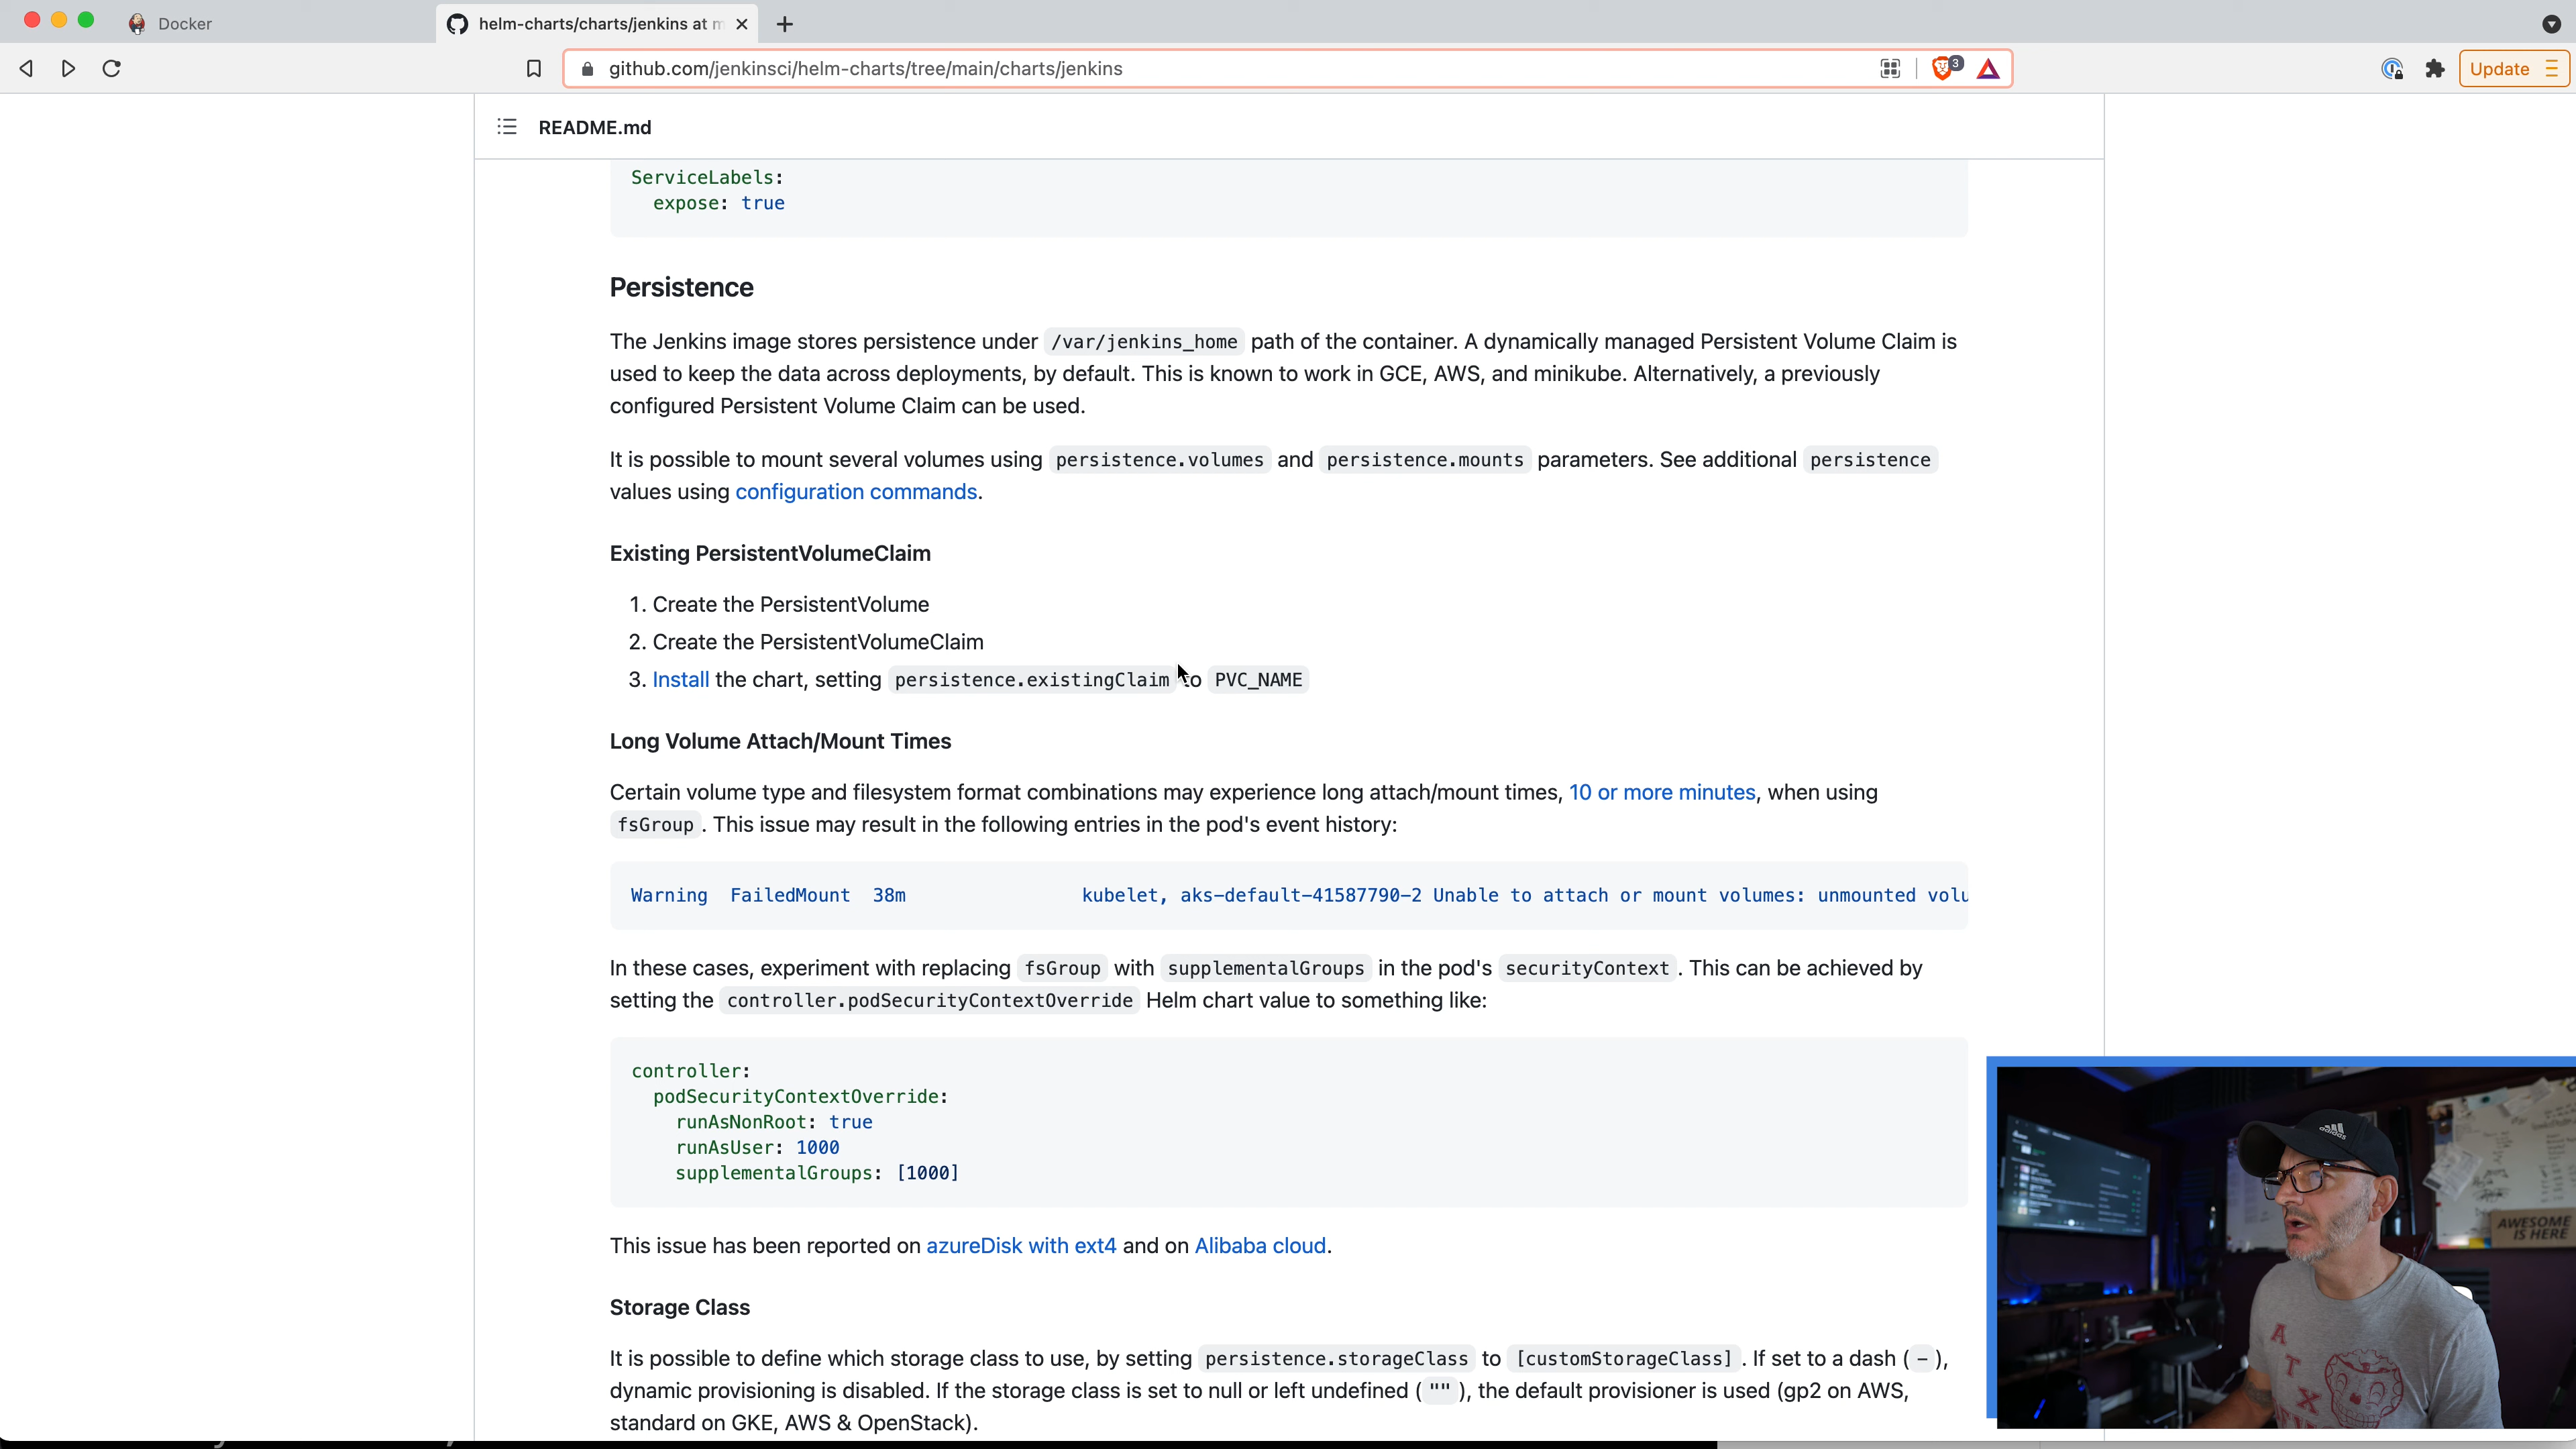 Docker
helm-charts/charts/jenkins at m
github.com/jenkinsci/helm-charts/tree/main/charts/jenkins
3
Update
README.md
ServiceLabels:
expose: true
Persistence
The Jenkins image stores persistence under /var/jenkins_home path of the container. A dynamically managed Persistent Volume Claim is
used to keep the data across deployments, by default. This is known to work in GCE, AWS, and minikube. Alternatively, a previously
configured Persistent Volume Claim can be used.
It is possible to mount several volumes using persistence.volumes and persistence.mounts parameters. See additional persistence
values using configuration commands.
Existing PersistentVolumeClaim
1. Create the PersistentVolume
2. Create the PersistentVolumeClaim
3. Install the chart, setting persistence.existingClaim to PVC_NAME
Long Volume Attach/Mount Times
Certain volume type and filesystem format combinations may experience long attach/mount times, 10 or more minutes, when using
fsGroup . This issue may result in the following entries in the pod's event history:
Warning FailedMount 38m kubelet, aks-default-41587790-2 Unable to attach or mount volumes: unmounted volu
In these cases, experiment with replacing fsGroup with supplementalGroups in the pod's securityContext . This can be achieved by
setting the controller.podSecurityContextOverride Helm chart value to something like:
controller:
podSecurityContextOverride:
runAsNonRoot: true
runAsUser: 1000
supplementalGroups: [1000]
This issue has been reported on azureDisk with ext4 and on Alibaba cloud.
Storage Class
It is possible to define which storage class to use, by setting persistence.storageClass to [customStorageClass] . If set to a dash ( - ),
dynamic provisioning is disabled. If the storage class is set to null or left undefined ( "" ), the default provisioner is used (gp2 on AWS,
standard on GKE, AWS & OpenStack).
adidas
AWESOME
IS HERE
ATX